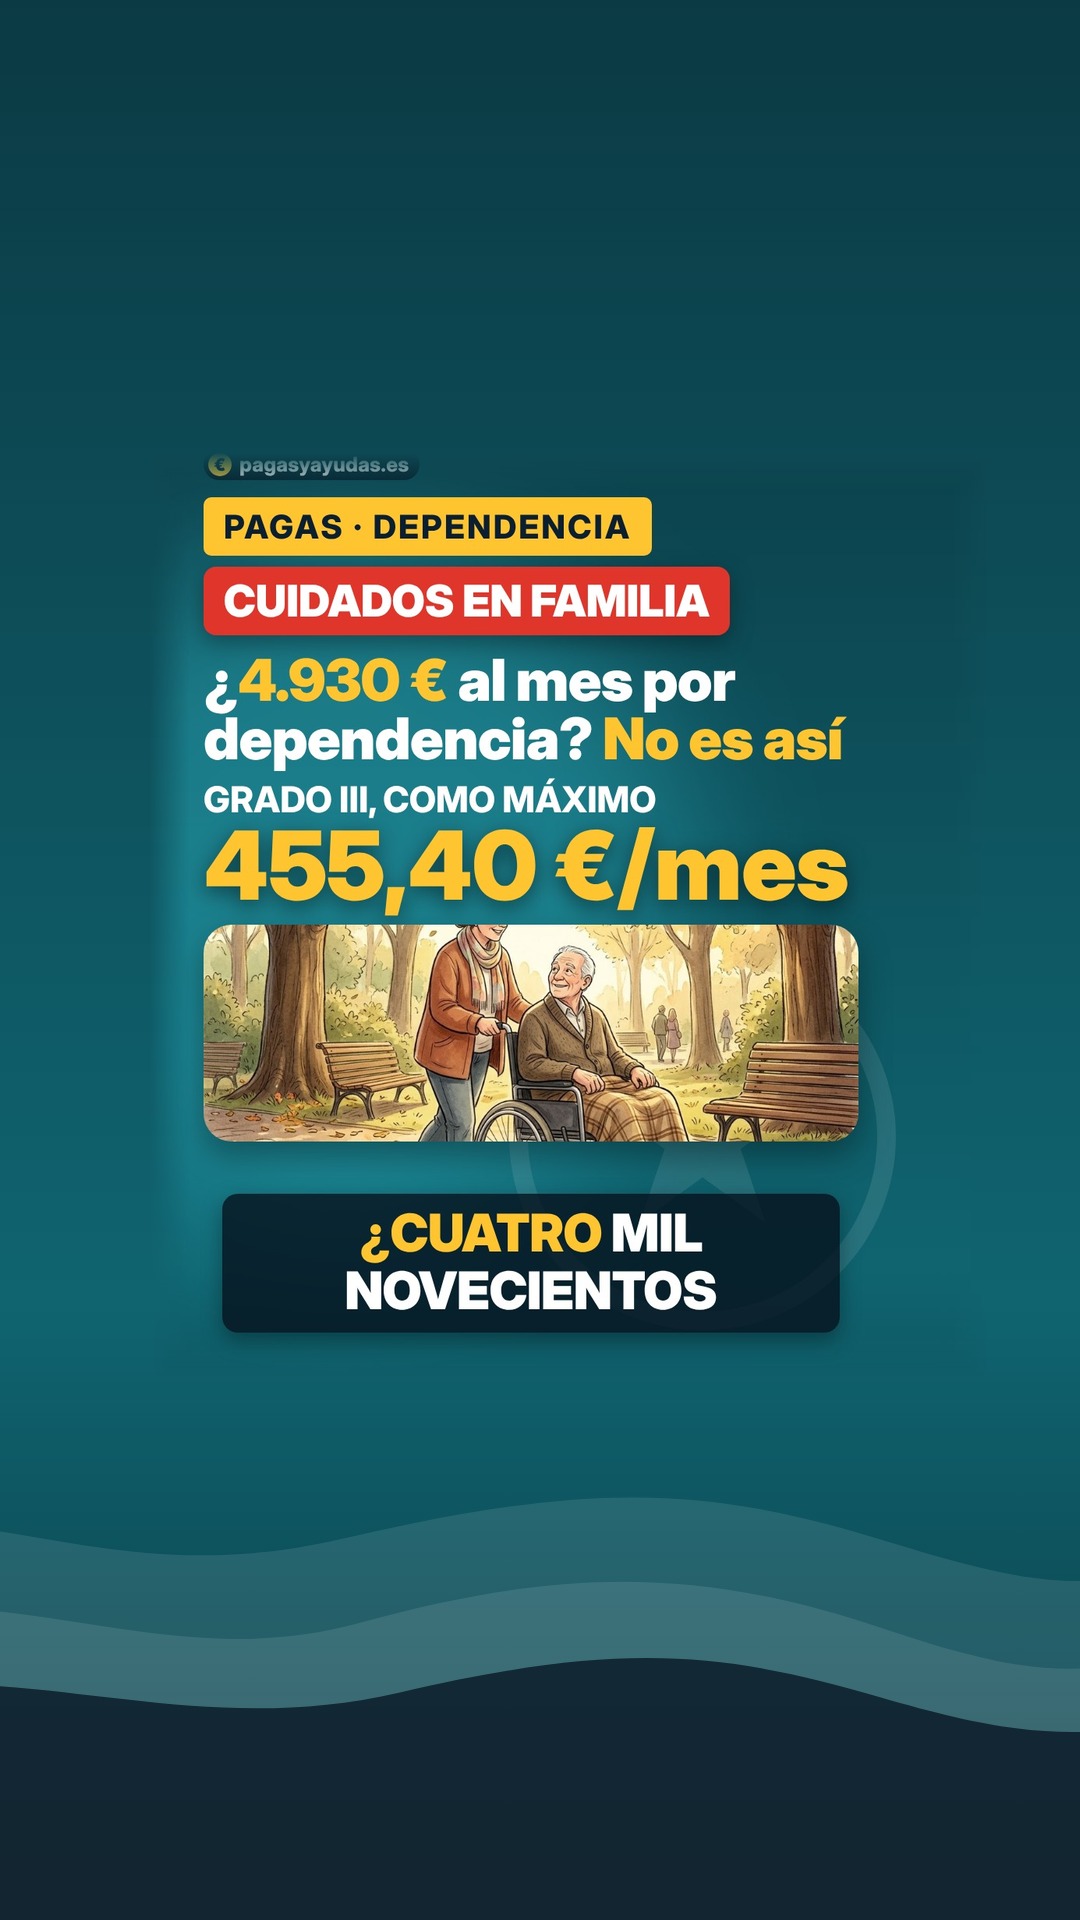 € pagasyayudas.es
PAGAS · DEPENDENCIA
CUIDADOS EN FAMILIA
¿4.930 € al mes por
dependencia? No es así
GRADO III, COMO MÁXIMO
455,40 €/mes
¿CUATRO MIL
NOVECIENTOS